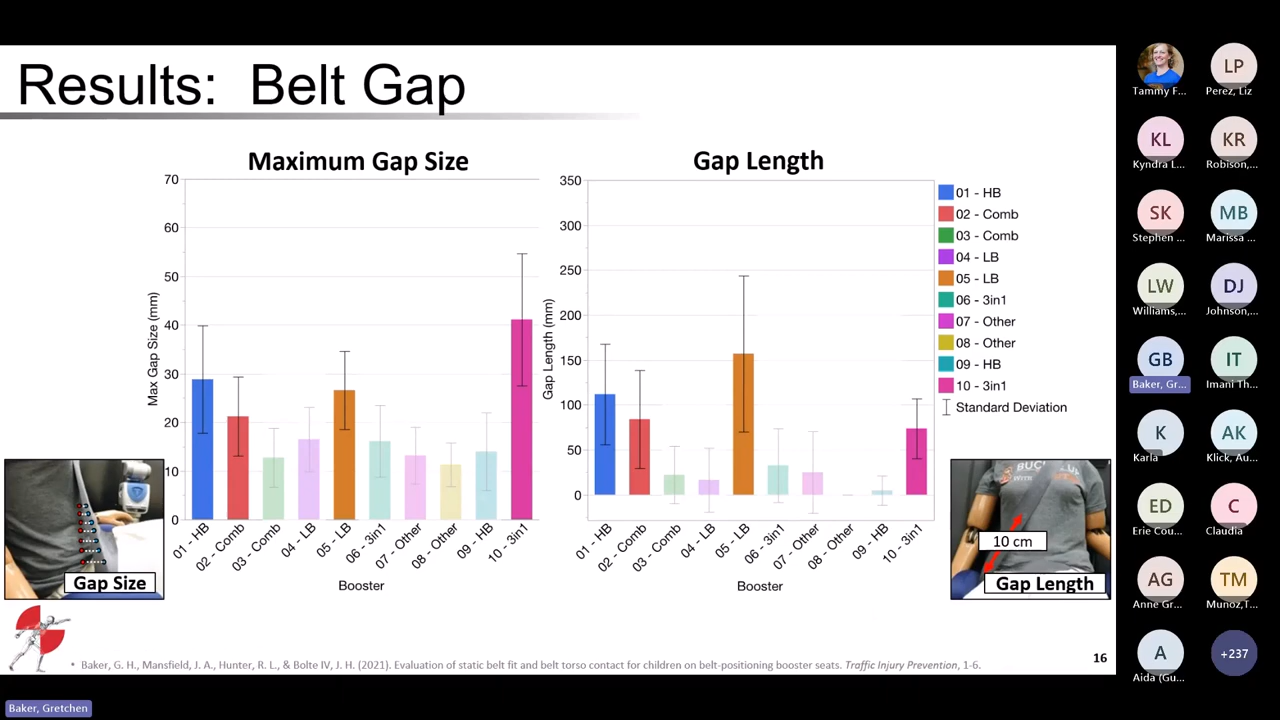 Results: Belt Gap
Maximum Gap Size
70
60
50
40
30
20
10
0
Max Gap Size (mm)
01 - HB
02 - Comb
03 - Comb
04 - LB
05 - LB
06 - 3in1
07 - Other
08 - Other
09 - HB
10 - 3in1
Booster
Gap Length
350
300
250
200
150
100
50
0
Gap Length (mm)
01 - HB
02 - Comb
03 - Comb
04 - LB
05 - LB
06 - 3in1
07 - Other
08 - Other
09 - HB
10 - 3in1
Booster
01 - HB
02 - Comb
03 - Comb
04 - LB
05 - LB
06 - 3in1
07 - Other
08 - Other
09 - HB
10 - 3in1
Standard Deviation
Gap Size
10 cm
Gap Length
• Baker, G. H., Mansfield, J. A., Hunter, R. L., & Bolte IV, J. H. (2021). Evaluation of static belt fit and belt torso contact for children on belt-positioning booster seats. Traffic Injury Prevention, 1-6.
16
Tammy F...
LP
Perez, Liz
KL
Kyndra L...
KR
Robison,...
SK
Stephen ...
MB
Marissa ...
LW
Williams,...
DJ
Johnson,...
GB
Baker, Gr...
IT
Imani Th...
K
Karla
AK
Klick, Au...
ED
Erie Cou...
C
Claudia
AG
Anne Gr...
TM
Munoz,T...
A
Aida (Gu...
+237
Baker, Gretchen